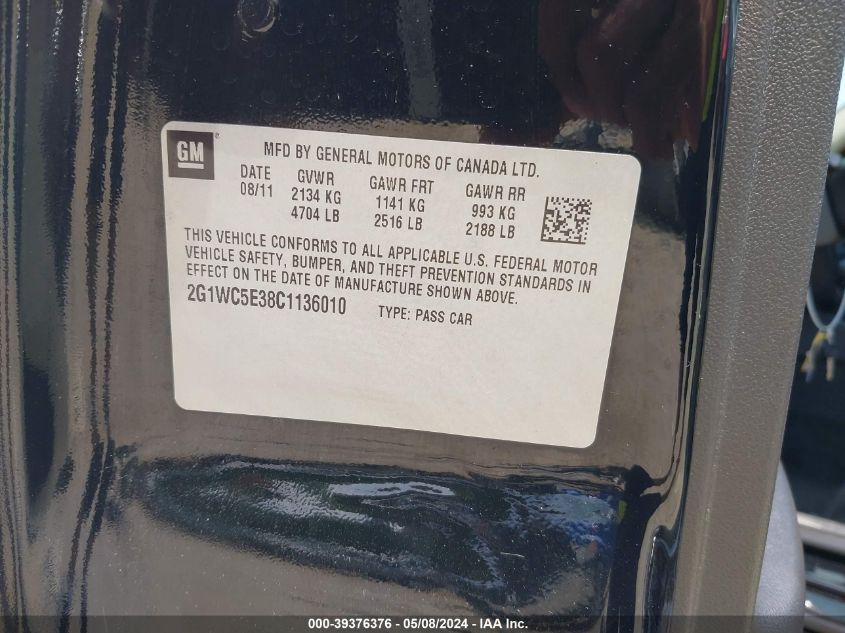 GM
MFD BY GENERAL MOTORS OF CANADA LTD.
DATE GVWR GAWR FRT GAWR RR
08/11 2134 KG 1141 KG 993 KG
4704 LB 2516 LB 2188 LB
THIS VEHICLE CONFORMS TO ALL APPLICABLE U.S. FEDERAL MOTOR
VEHICLE SAFETY, BUMPER, AND THEFT PREVENTION STANDARDS IN
EFFECT ON THE DATE OF MANUFACTURE SHOWN ABOVE.
2G1WC5E38C1136010 TYPE: PASS CAR
000-39376376 - 05/08/2024 - IAA Inc.